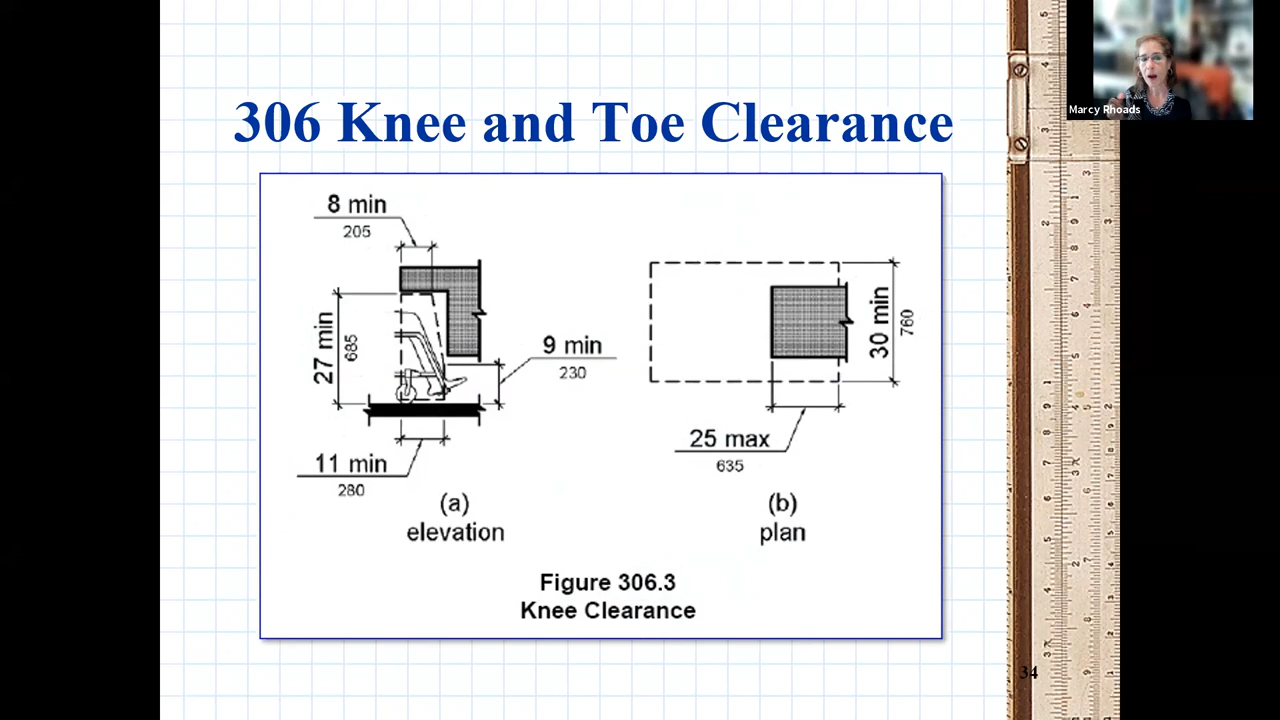 306 Knee and Toe Clearance
8 min
205
27 min
685
9 min
230
11 min
280
(a)
elevation
30 min
760
25 max
635
(b)
plan
Figure 306.3
Knee Clearance
34
Marcy Rhoads